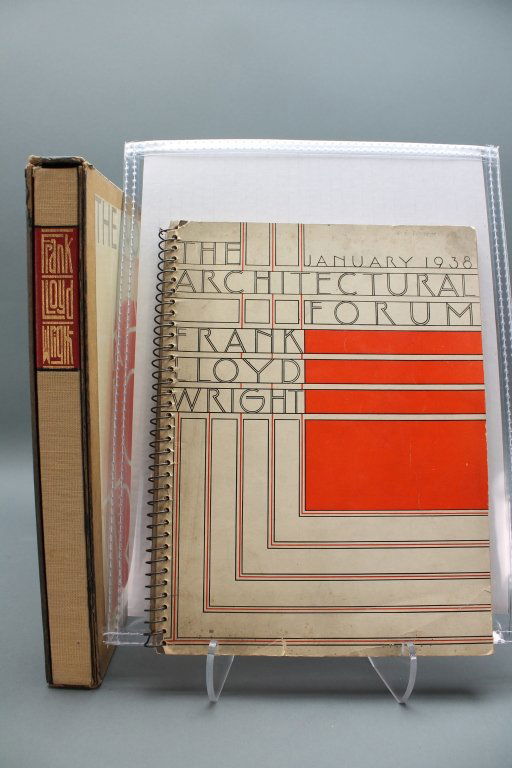 Frank
Lloyd
Wright
THE
THE
JANUARY 1938
ARCHITECTURAL
FORUM
FRANK
LLOYD
WRIGHT